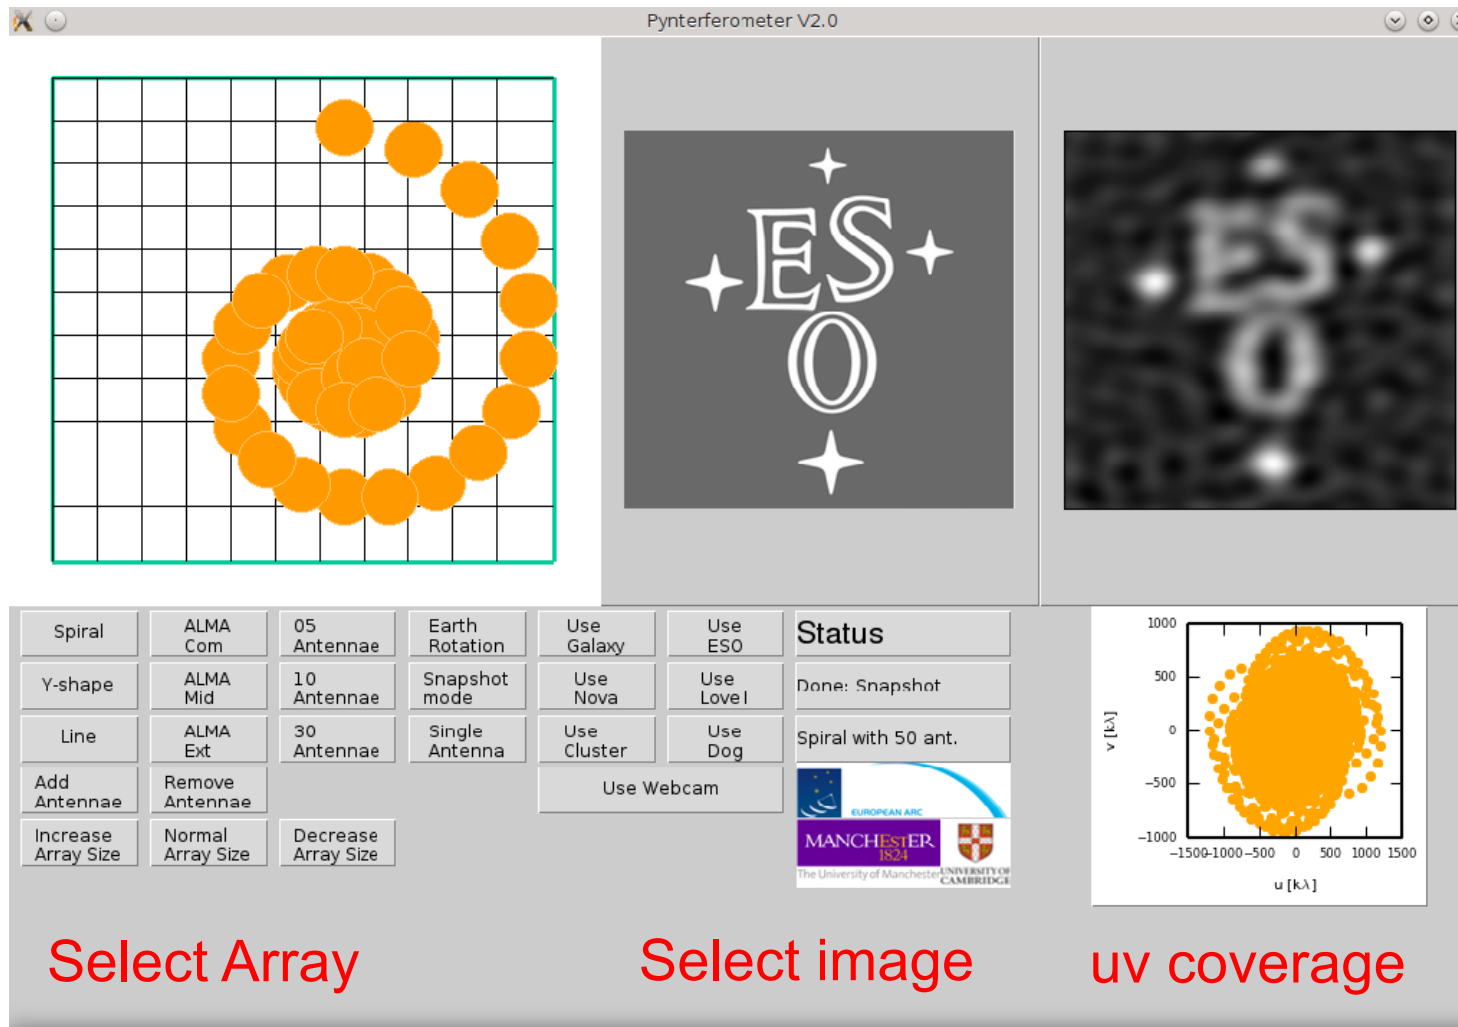 Pynterferometer V2.0
ES
O
Spiral
ALMA
Com
05
Antennae
Earth
Rotation
Use
Galaxy
Use
ESO
Status
Y-shape
ALMA
Mid
10
Antennae
Snapshot
mode
Use
Nova
Use
Lovel
Done: Snapshot
Line
ALMA
Ext
30
Antennae
Single
Antenna
Use
Cluster
Use
Dog
Spiral with 50 ant.
Add
Antennae
Remove
Antennae
Use Webcam
Increase
Array Size
Normal
Array Size
Decrease
Array Size
EUROPEAN ARC
MANCHESTER
1824
The University of Manchester
UNIVERSITY OF
CAMBRIDGE
1000
500
0
−500
−1000
v [kλ]
−1500 −1000 −500 0 500 1000 1500
u [kλ]
Select Array
Select image
uv coverage